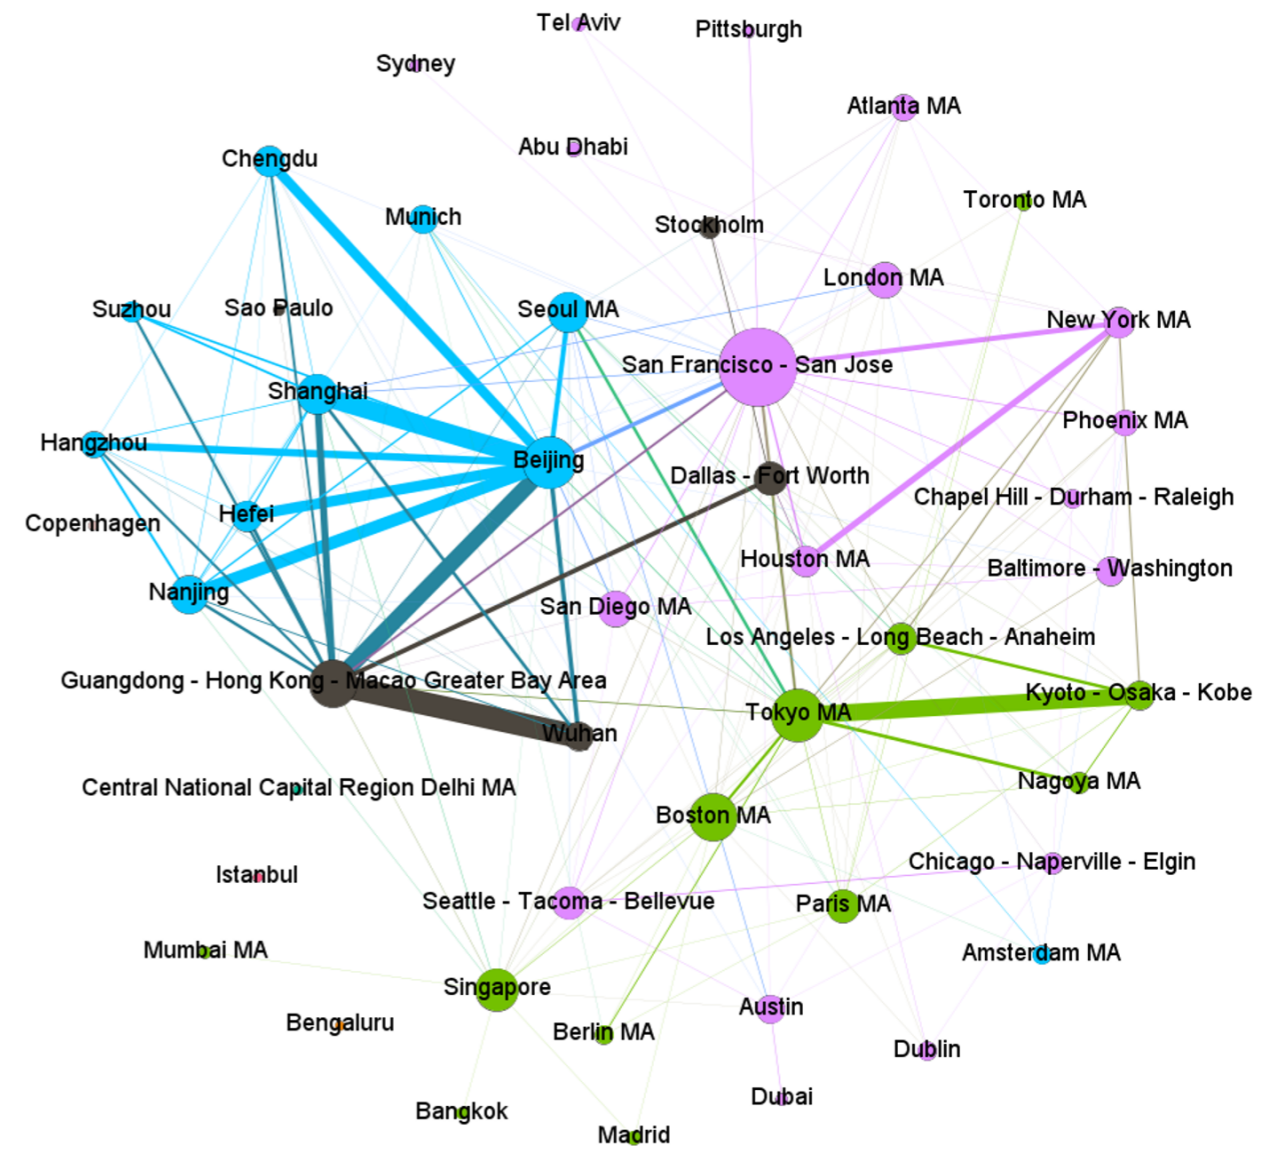 Tel Aviv
Pittsburgh
Sydney
Atlanta MA
Abu Dhabi
Chengdu
Toronto MA
Munich
Stockholm
London MA
Suzhou
Sao Paulo
Seoul MA
New York MA
San Francisco - San Jose
Shanghai
Phoenix MA
Hangzhou
Beijing
Dallas - Fort Worth
Chapel Hill - Durham - Raleigh
Copenhagen
Hefei
Houston MA
Baltimore - Washington
Nanjing
San Diego MA
Los Angeles - Long Beach - Anaheim
Guangdong - Hong Kong - Macao Greater Bay Area
Kyoto - Osaka - Kobe
Tokyo MA
Wuhan
Nagoya MA
Central National Capital Region Delhi MA
Boston MA
Chicago - Naperville - Elgin
Istanbul
Seattle - Tacoma - Bellevue
Paris MA
Mumbai MA
Amsterdam MA
Singapore
Austin
Bengaluru
Berlin MA
Dublin
Dubai
Bangkok
Madrid